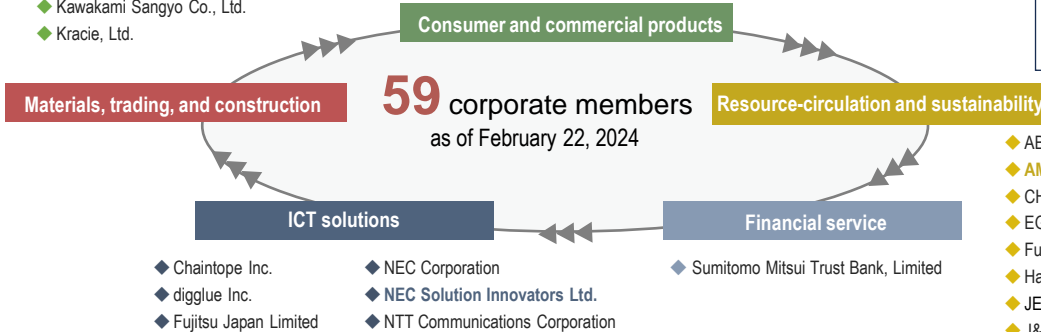 Kawakami Sangyo Co., Ltd.
Kracie, Ltd.
Consumer and commercial products
Materials, trading, and construction
59 corporate members
as of February 22, 2024
Resource-circulation and sustainability
ICT solutions
Financial service
Chaintope Inc.
digglue Inc.
Fujitsu Japan Limited
NEC Corporation
NEC Solution Innovators Ltd.
NTT Communications Corporation
Sumitomo Mitsui Trust Bank, Limited